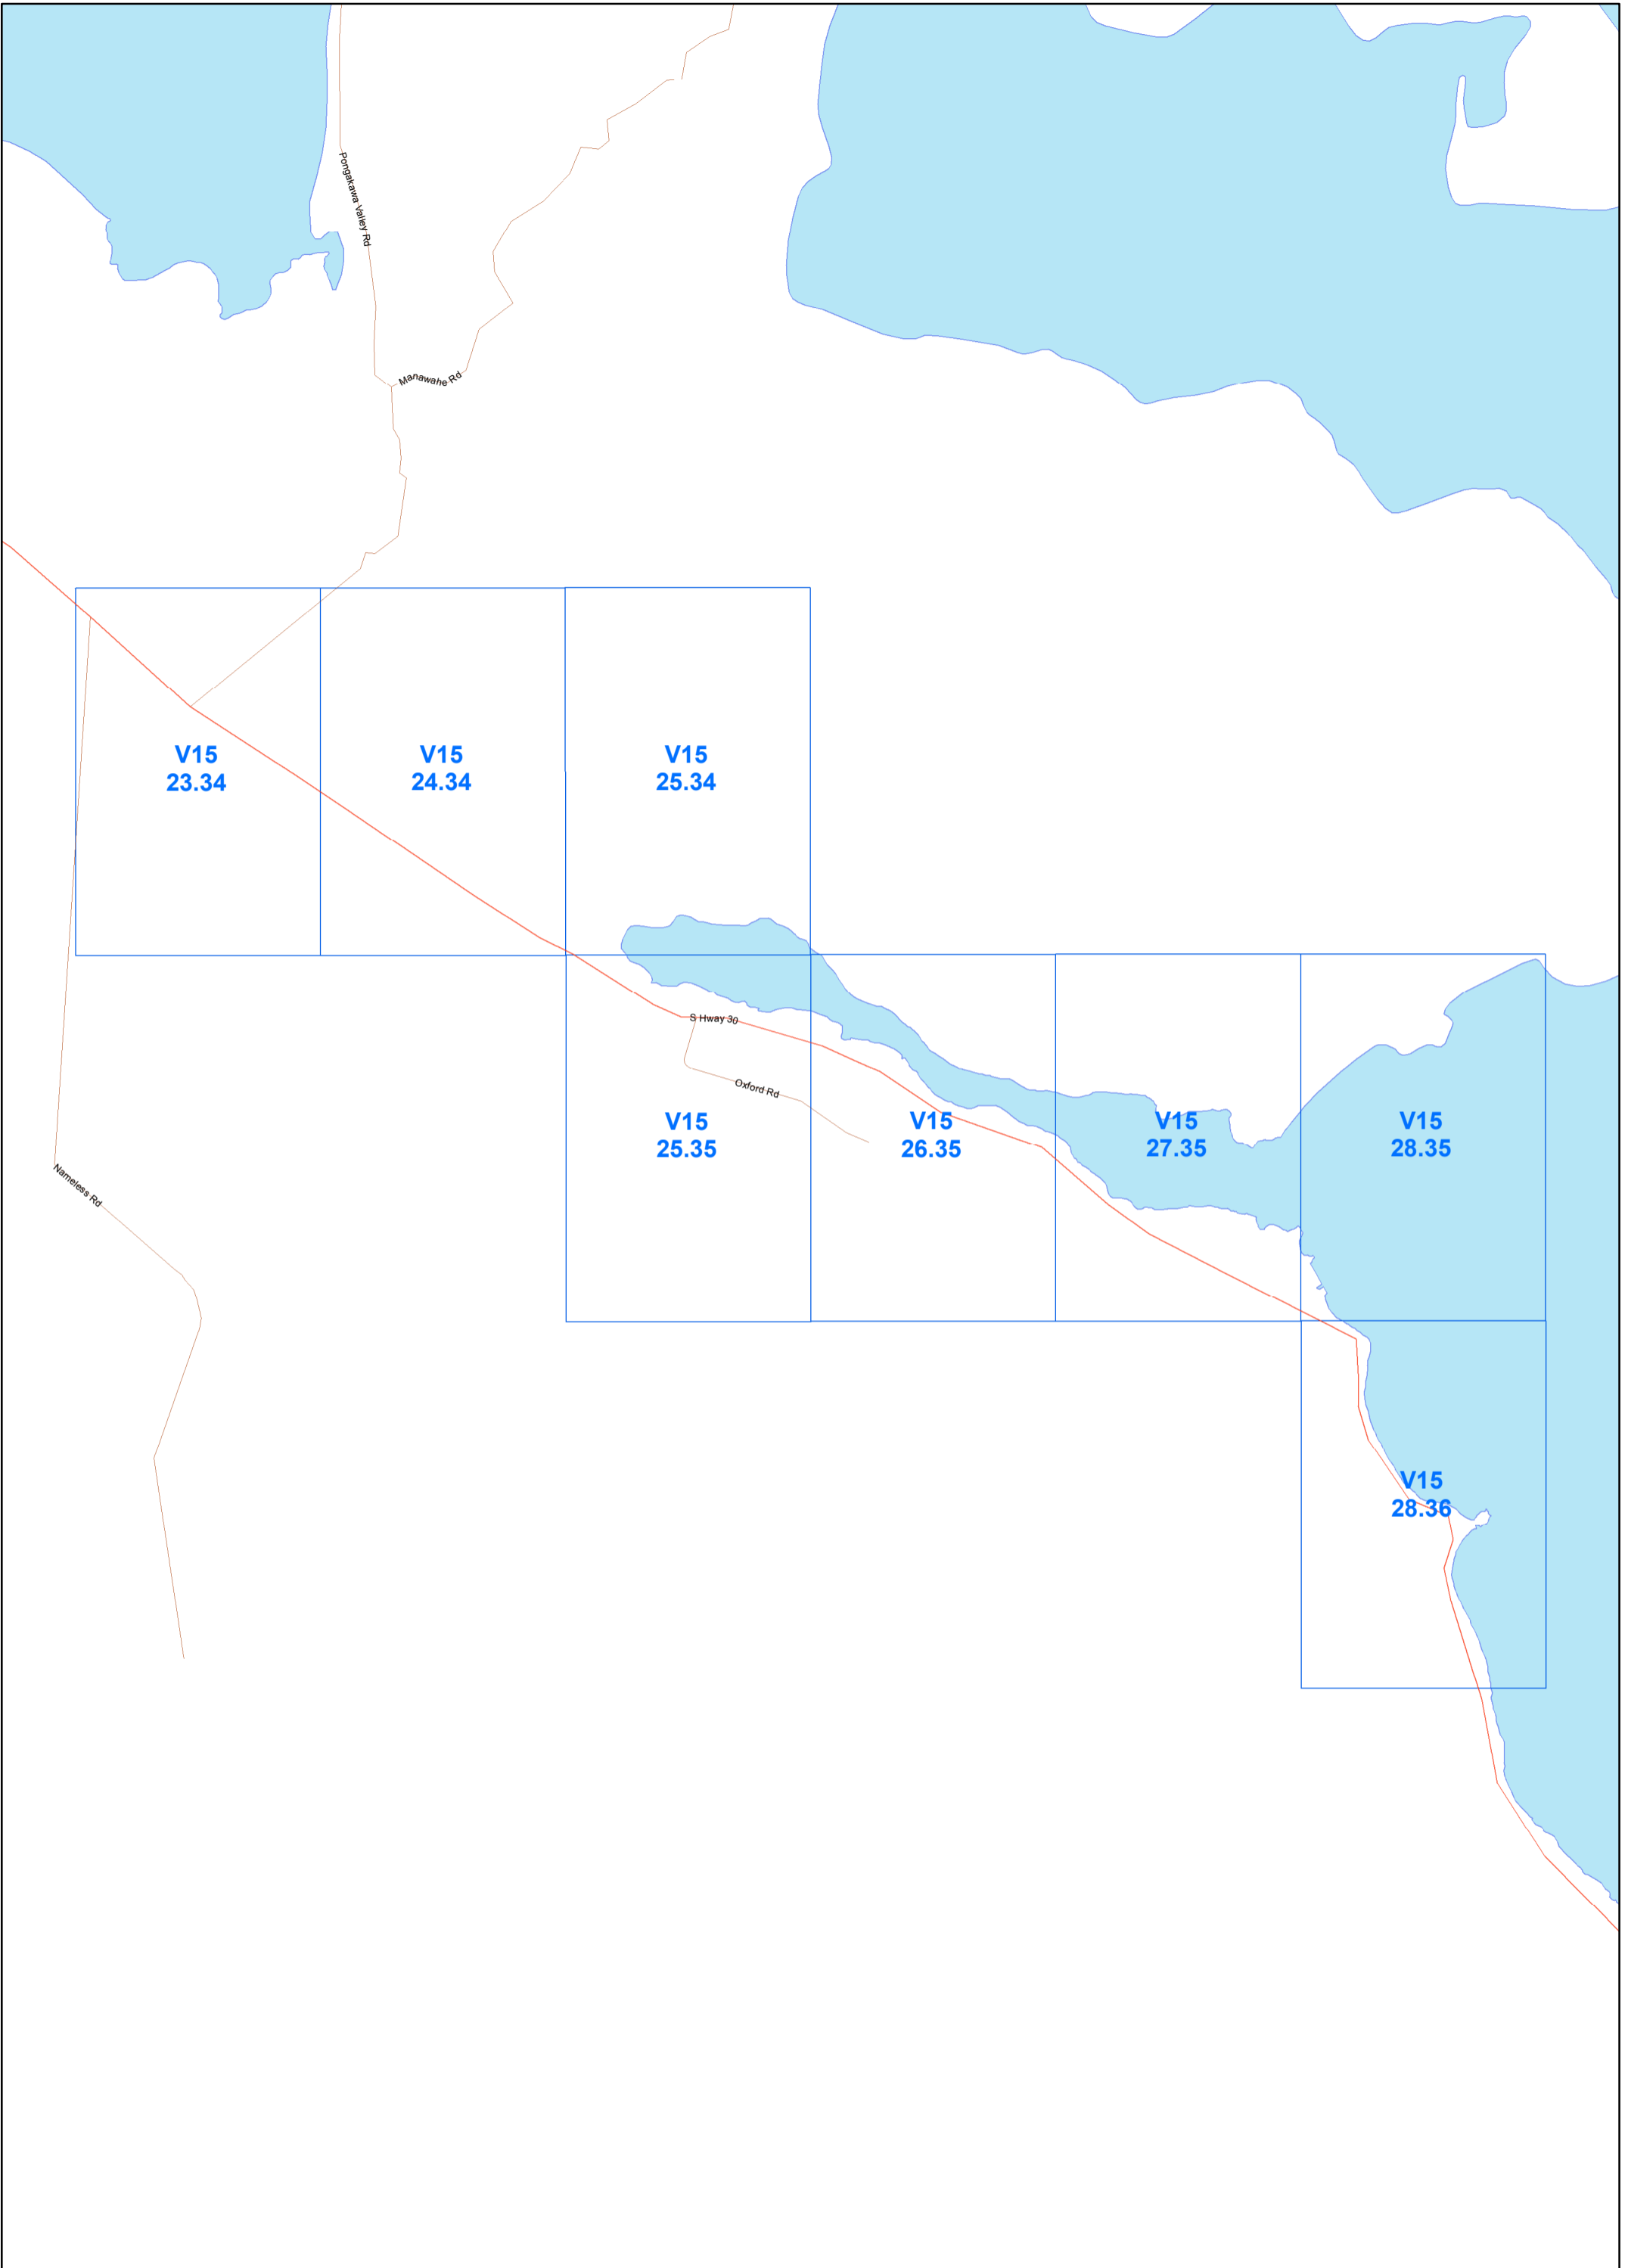 Pongakawa Valley Rd
Manawahe Rd
V15
23.34
V15
24.34
V15
25.34
S Hway 30
Oxford Rd
V15
25.35
V15
26.35
V15
27.35
V15
28.35
Nameless Rd
V15
28.36